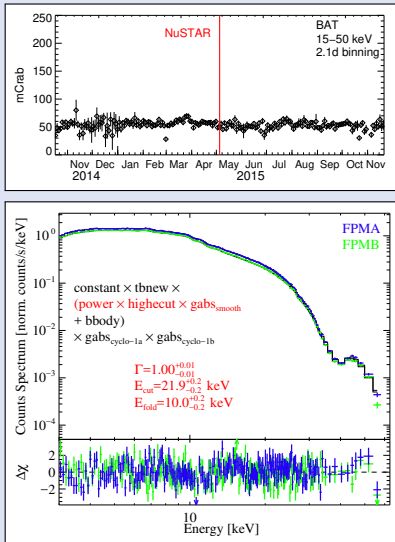 250
200
150
100
50
0
mCrab
NuSTAR
BAT
15−50 keV
2.1d binning
Nov Dec Jan Feb Mar Apr May Jun Jul Aug Sep Oct Nov
2014 2015
FPMA
FPMB
10⁰
10⁻¹
10⁻²
10⁻³
10⁻⁴
Counts Spectrum [norm. counts/s/keV]
constant × tbnew ×
(power × highecut × gabs_smooth
+ bbody)
× gabs_cyclo−1a × gabs_cyclo−1b
Γ=1.00 +0.01 −0.01
E_cut=21.9 +0.2 −0.2 keV
E_fold=10.0 +0.2 −0.2 keV
2
0
−2
Δχ
10
Energy [keV]